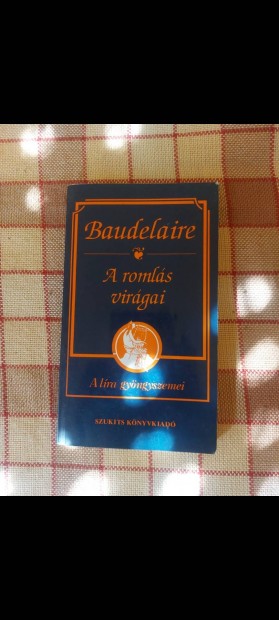 Baudelaire
A romlás
virágai
A líra gyöngyszemei
SZUKITS KÖNYVKIADÓ